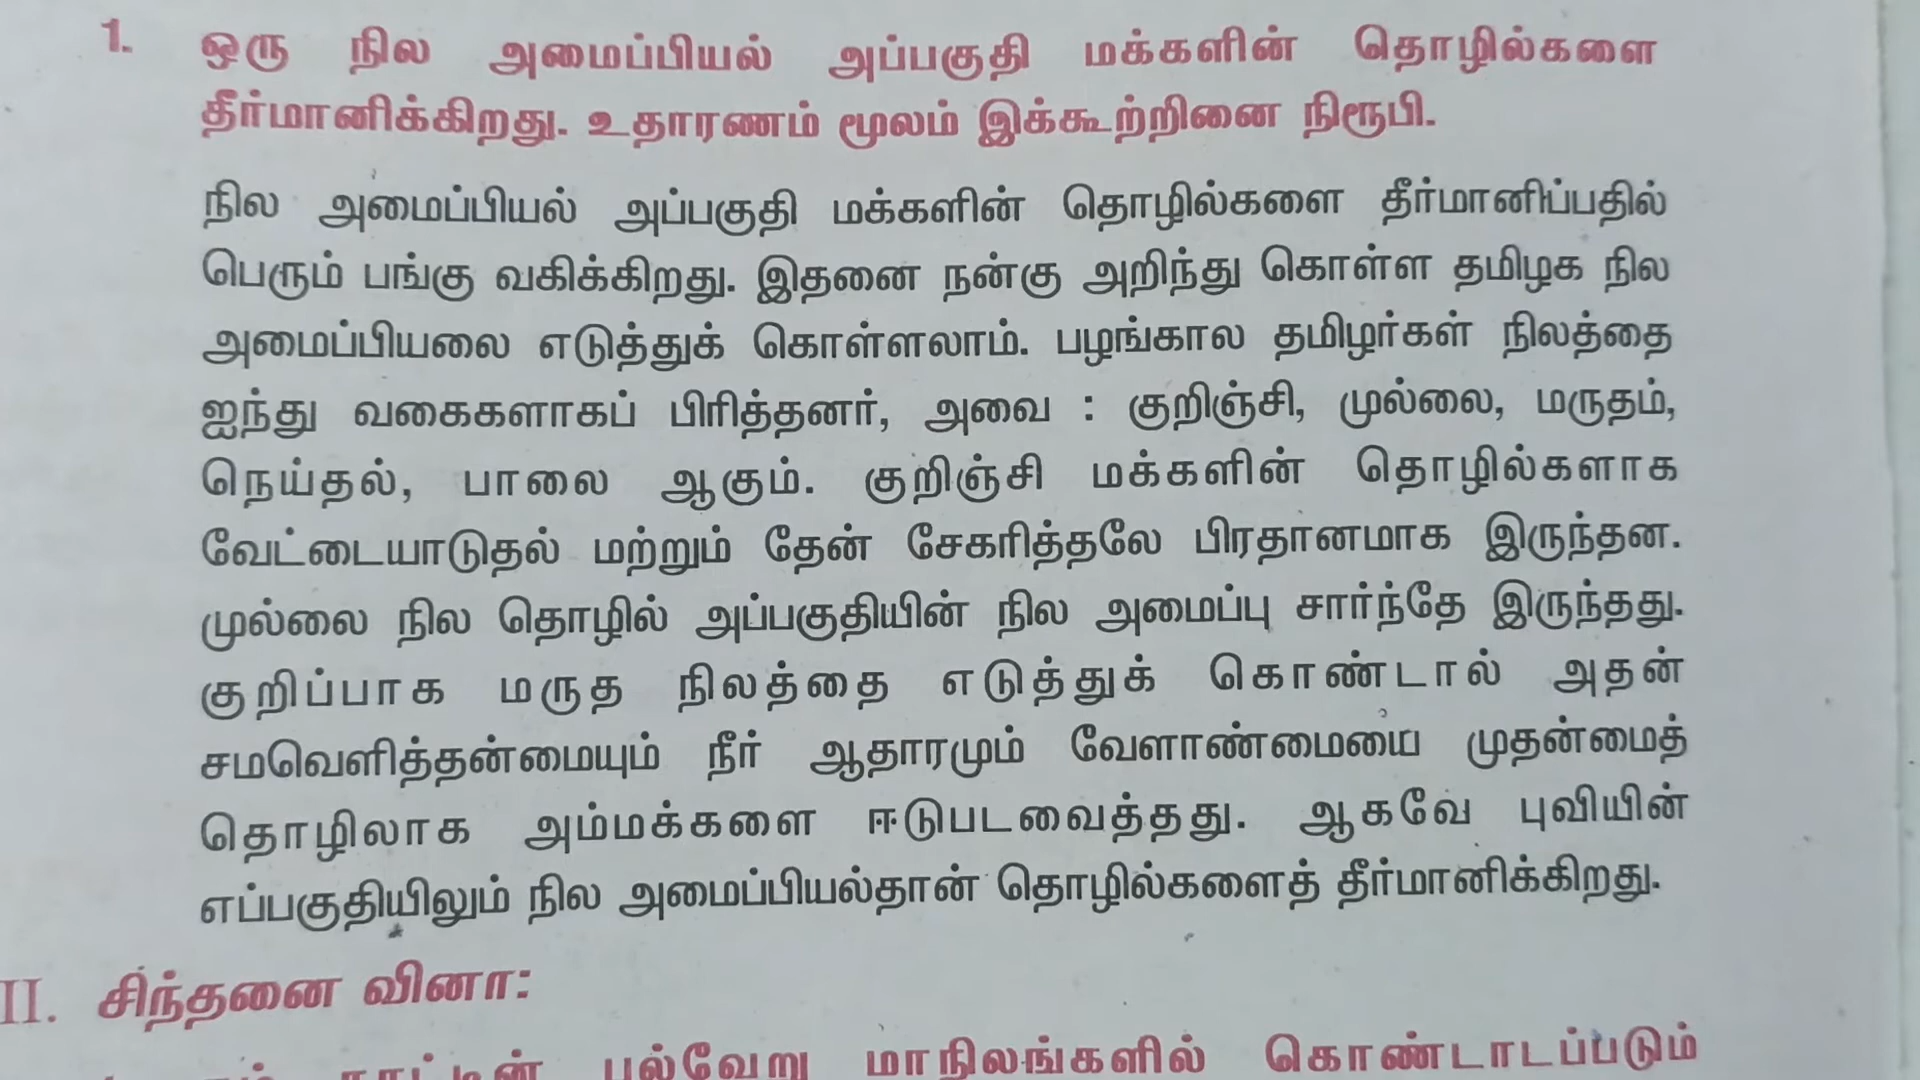 1. ஒரு நில அமைப்பியல் அப்பகுதி மக்களின் தொழில்களை
தீர்மானிக்கிறது. உதாரணம் மூலம் இக்கூற்றினை நிரூபி.
நில அமைப்பியல் அப்பகுதி மக்களின் தொழில்களை தீர்மானிப்பதில்
பெரும் பங்கு வகிக்கிறது. இதனை நன்கு அறிந்து கொள்ள தமிழக நில
அமைப்பியலை எடுத்துக் கொள்ளலாம். பழங்கால தமிழர்கள் நிலத்தை
ஐந்து வகைகளாகப் பிரித்தனர், அவை : குறிஞ்சி, முல்லை, மருதம்,
நெய்தல், பாலை ஆகும். குறிஞ்சி மக்களின் தொழில்களாக
வேட்டையாடுதல் மற்றும் தேன் சேகரித்தலே பிரதானமாக இருந்தன.
முல்லை நில தொழில் அப்பகுதியின் நில அமைப்பு சார்ந்தே இருந்தது.
குறிப்பாக மருத நிலத்தை எடுத்துக் கொண்டால் அதன்
சமவெளித்தன்மையும் நீர் ஆதாரமும் வேளாண்மையை முதன்மைத்
தொழிலாக அம்மக்களை ஈடுபடவைத்தது. ஆகவே புவியின்
எப்பகுதியிலும் நில அமைப்பியல்தான் தொழில்களைத் தீர்மானிக்கிறது.
II. சிந்தனை வினா:
பல்வேறு மாநிலங்களில் கொண்டாடப்படும்